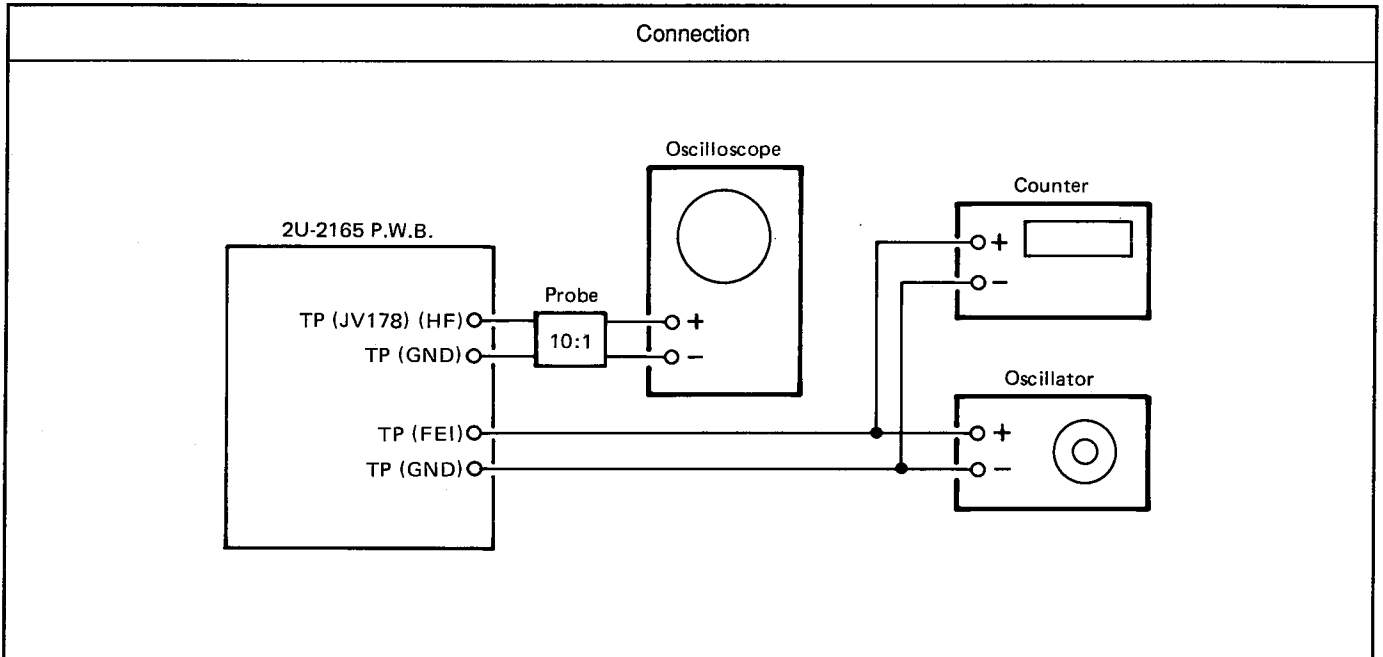 Connection
Oscilloscope
Counter
2U-2165 P.W.B.
+
Probe
−
TP (JV178) (HF)
+
10:1
TP (GND)
−
Oscillator
TP (FEI)
+
TP (GND)
−